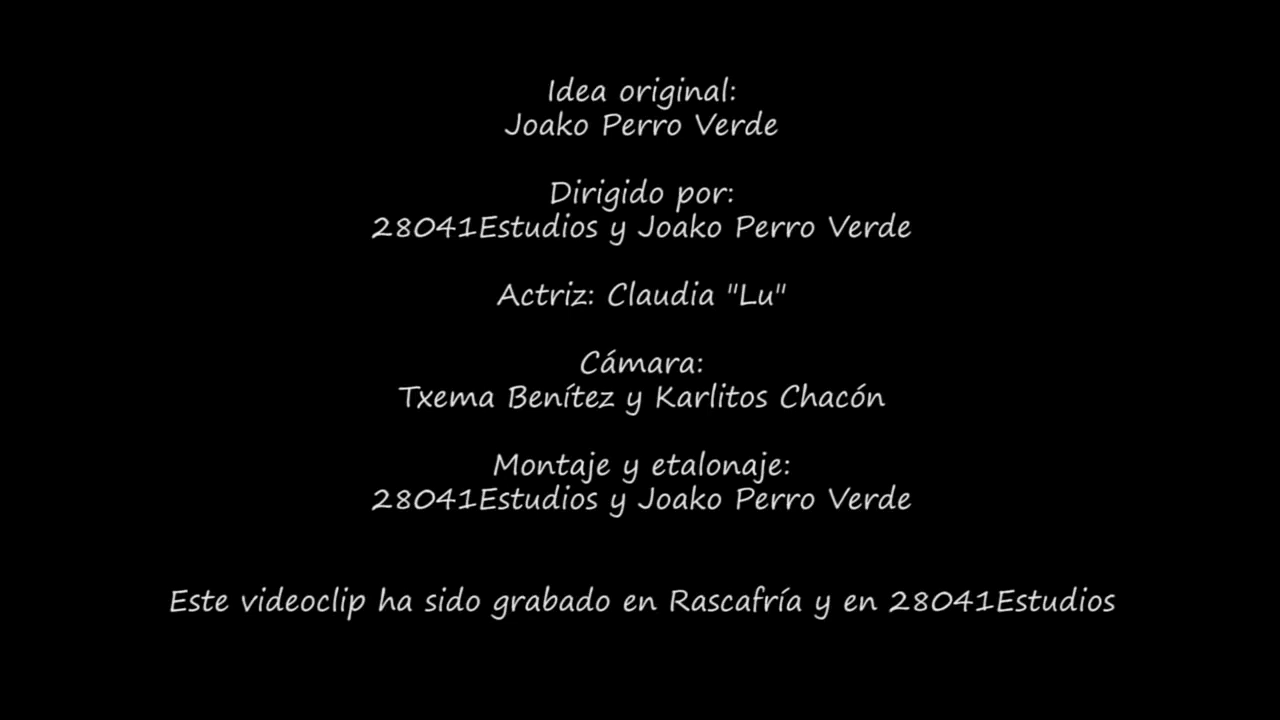 Idea original:
Joako Perro Verde
Dirigido por:
28041Estudios y Joako Perro Verde
Actriz: Claudia "Lu"
Cámara:
Txema Benítez y Karlitos Chacón
Montaje y etalonaje:
28041Estudios y Joako Perro Verde
Este videoclip ha sido grabado en Rascafría y en 28041Estudios